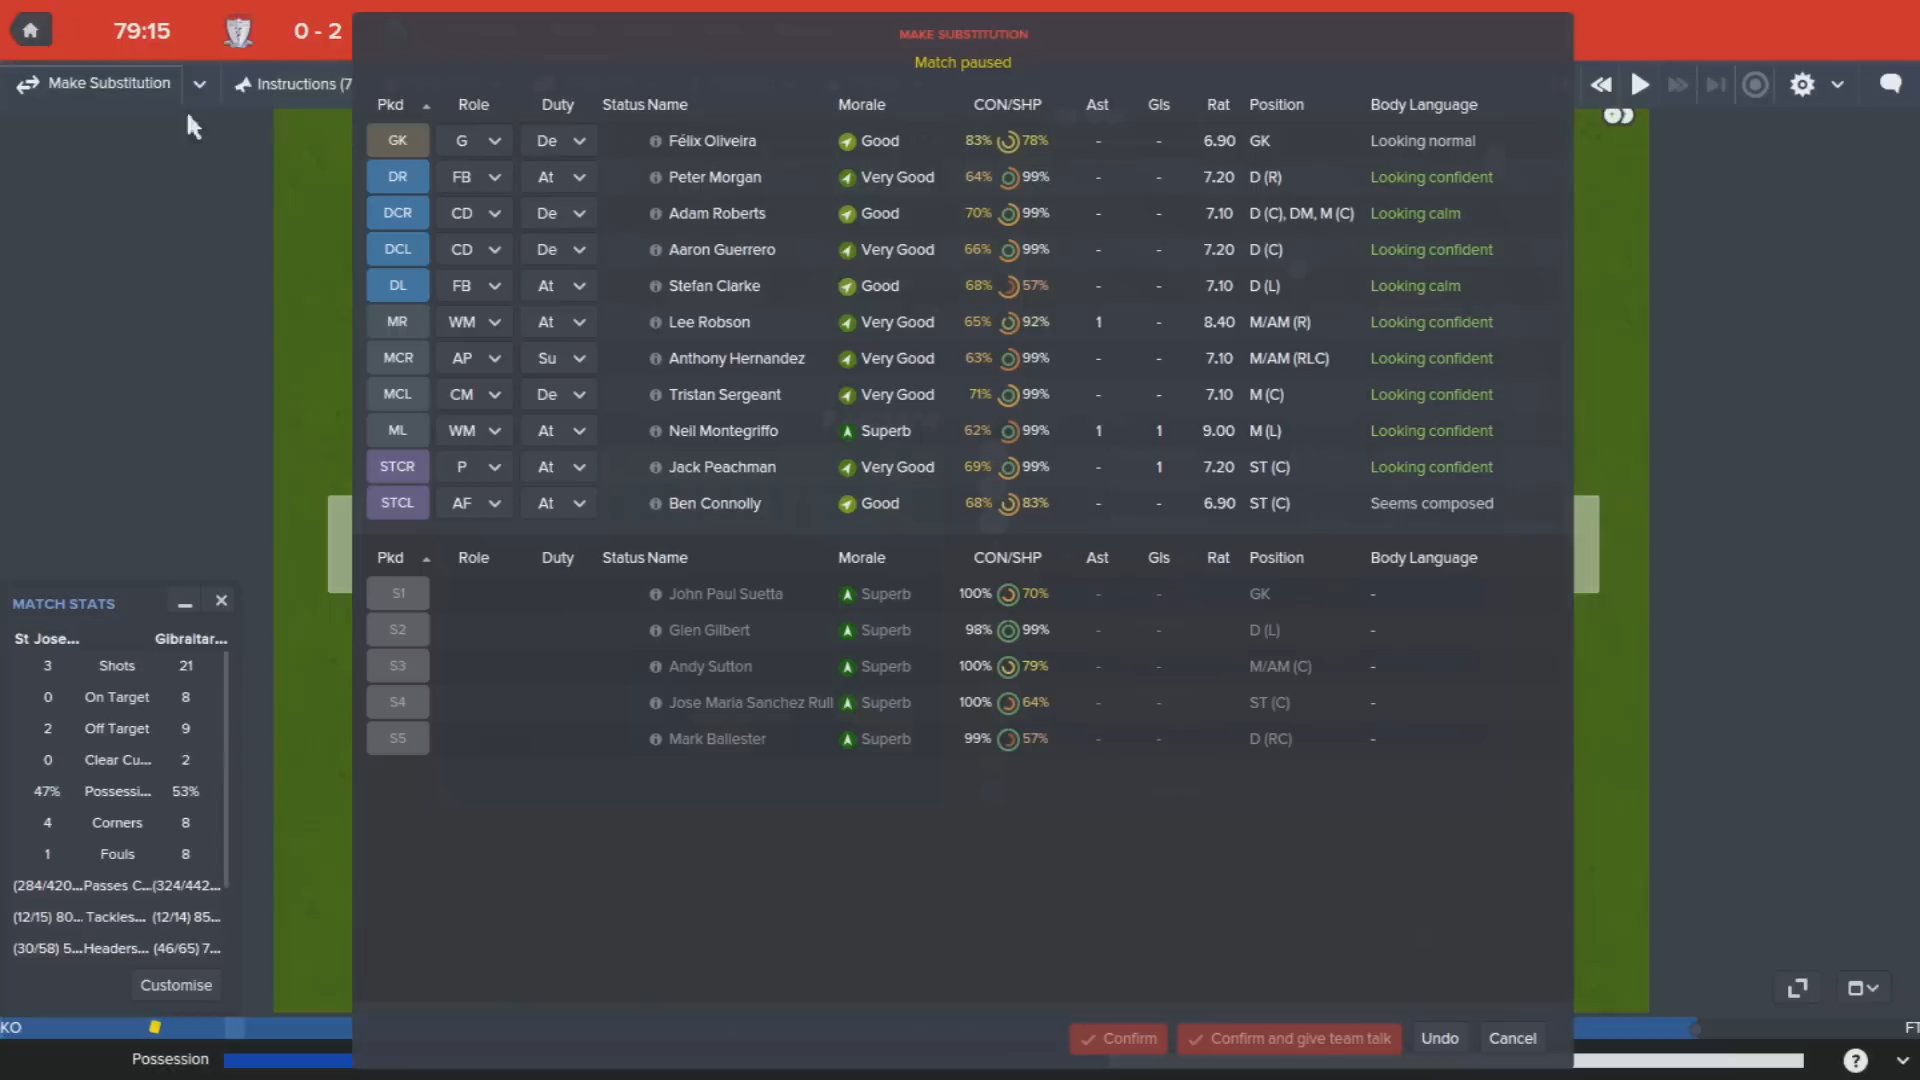 79:15 0 - 2
MAKE SUBSTITUTION
Match paused
Make Substitution Instructions (7
Pkd Role Duty Status Name Morale CON/SHP Ast Gls Rat Position Body Language
GK G De Félix Oliveira Good 83% 78% - - 6.90 GK Looking normal
DR FB At Peter Morgan Very Good 64% 99% - - 7.20 D (R) Looking confident
DCR CD De Adam Roberts Good 70% 99% - - 7.10 D (C), DM, M (C) Looking calm
DCL CD De Aaron Guerrero Very Good 66% 99% - - 7.20 D (C) Looking confident
DL FB At Stefan Clarke Good 68% 57% - - 7.10 D (L) Looking calm
MR WM At Lee Robson Very Good 65% 92% 1 - 8.40 M/AM (R) Looking confident
MCR AP Su Anthony Hernandez Very Good 63% 99% - - 7.10 M/AM (RLC) Looking confident
MCL CM De Tristan Sergeant Very Good 71% 99% - - 7.10 M (C) Looking confident
ML WM At Neil Montegriffo Superb 62% 99% 1 1 9.00 M (L) Looking confident
STCR P At Jack Peachman Very Good 69% 99% - 1 7.20 ST (C) Looking confident
STCL AF At Ben Connolly Good 68% 83% - - 6.90 ST (C) Seems composed
Pkd Role Duty Status Name Morale CON/SHP Ast Gls Rat Position Body Language
S1 John Paul Suetta Superb 100% 70% - - GK -
S2 Glen Gilbert Superb 98% 99% - - D (L) -
S3 Andy Sutton Superb 100% 79% - - M/AM (C) -
S4 Jose Maria Sanchez Rull Superb 100% 64% - - ST (C) -
S5 Mark Ballester Superb 99% 57% - - D (RC) -
MATCH STATS
St Jose... Gibraltar...
3 Shots 21
0 On Target 8
2 Off Target 9
0 Clear Cu... 2
47% Possessi... 53%
4 Corners 8
1 Fouls 8
(284/420...Passes C...(324/442...
(12/15) 80... Tackles... (12/14) 85...
(30/58) 5...Headers... (46/65) 7...
Customise
KO FT
Confirm Confirm and give team talk Undo Cancel
Possession ?